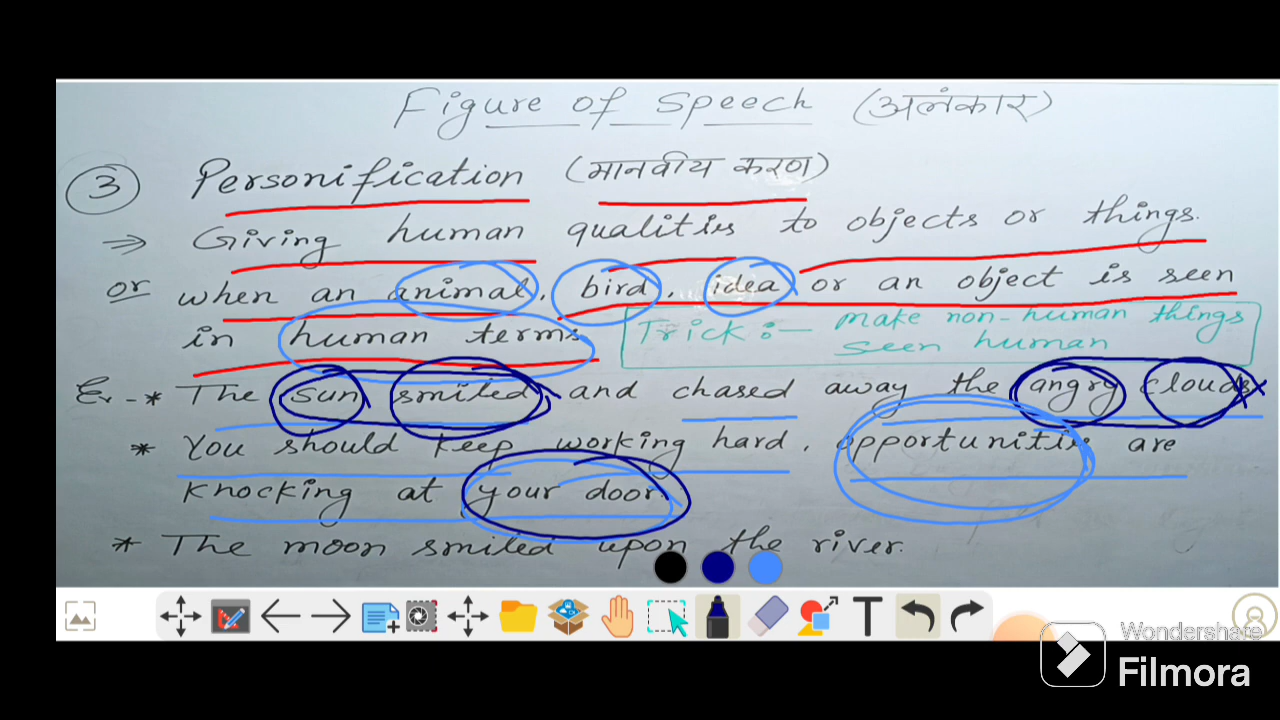 Figure of Speech (अलंकार)
③ Personification (मानवीय करण)
⇒ Giving human qualities to objects or things.
or when an animal, bird, idea or an object is seen
in human terms
Trick :— Make non-human things
seen human
Ex - * The sun smiled and chased away the angry clouds
* You should keep working hard, opportunitis are
knocking at your door.
* The moon smiled upon the river.
T
Wondershare
Filmora